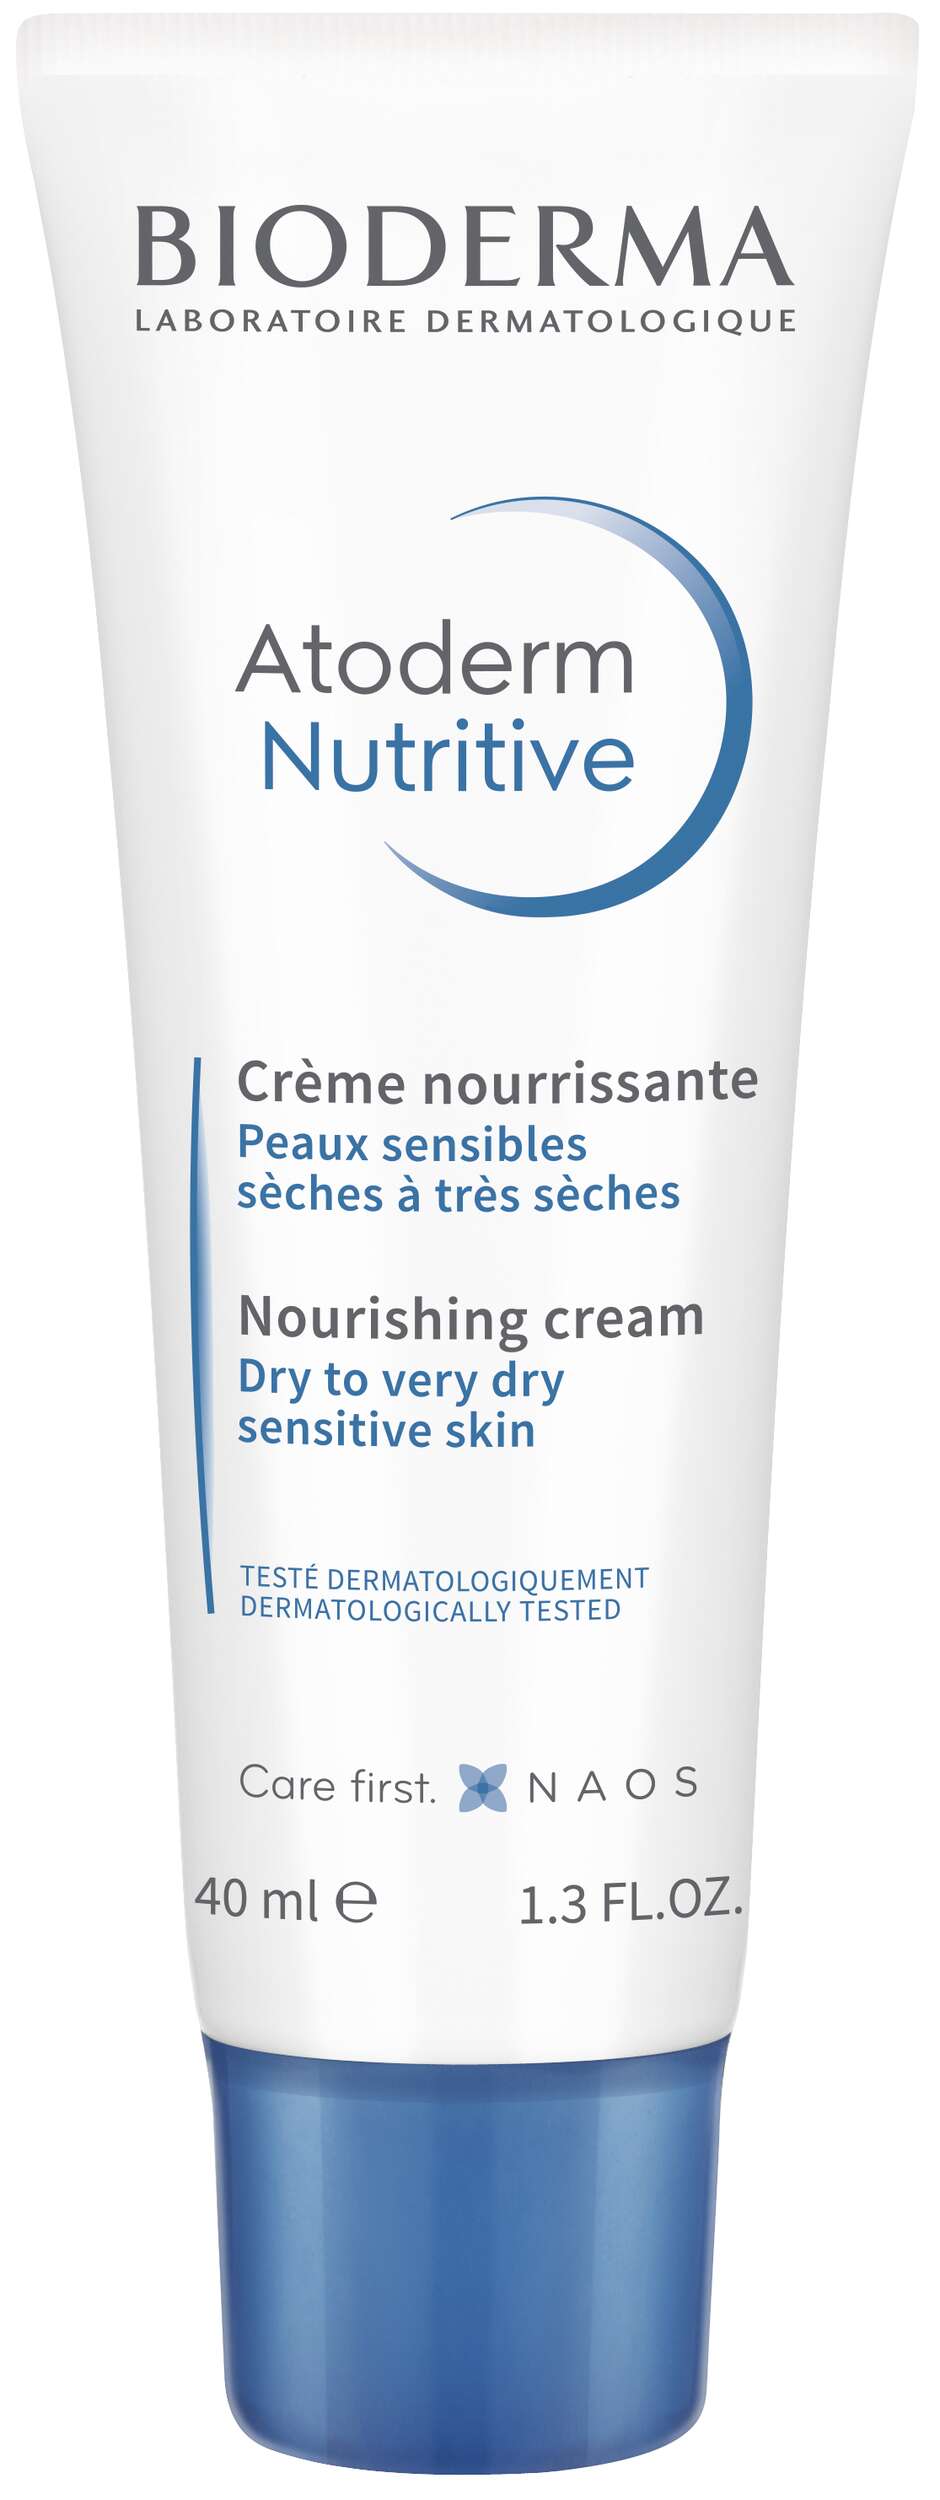 BIODERMA
LABORATOIRE DERMATOLOGIQUE
Atoderm
Nutritive
Crème nourrissante
Peaux sensibles
sèches à très sèches
Nourishing cream
Dry to very dry
sensitive skin
TESTÉ DERMATOLOGIQUEMENT
DERMATOLOGICALLY TESTED
Care first. NAOS
40 ml ℮ 1.3 FL.OZ.